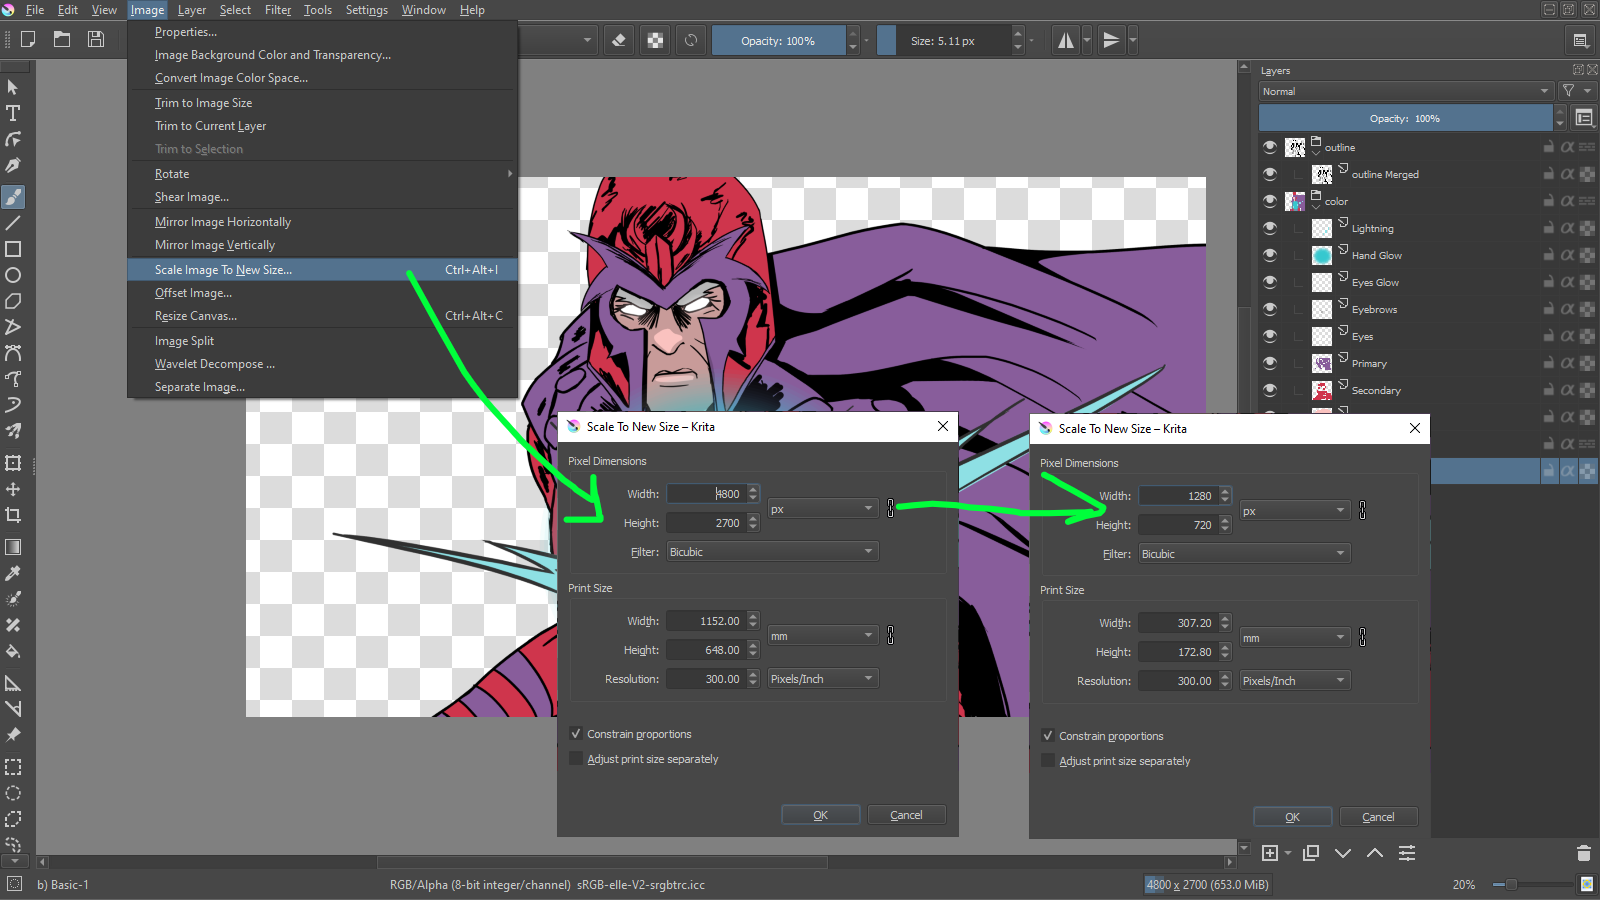 File Edit View Image Layer Select Filter Tools Settings Window Help
Opacity: 100% Size: 5.11 px
Properties...
Image Background Color and Transparency...
Convert Image Color Space...
Trim to Image Size
Trim to Current Layer
Trim to Selection
Rotate
Shear Image...
Mirror Image Horizontally
Mirror Image Vertically
Scale Image To New Size... Ctrl+Alt+I
Offset Image...
Resize Canvas... Ctrl+Alt+C
Image Split
Wavelet Decompose ...
Separate Image...
Layers
Normal
Opacity: 100%
outline
outline Merged
color
Lightning
Hand Glow
Eyes Glow
Eyebrows
Eyes
Primary
Secondary
Scale To New Size – Krita
Pixel Dimensions
Width: 4800
px
Height: 2700
Filter: Bicubic
Print Size
Width: 1152.00
mm
Height: 648.00
Resolution: 300.00 Pixels/Inch
Constrain proportions
Adjust print size separately
OK Cancel
Scale To New Size – Krita
Pixel Dimensions
Width: 1280
px
Height: 720
Filter: Bicubic
Print Size
Width: 307.20
mm
Height: 172.80
Resolution: 300.00 Pixels/Inch
Constrain proportions
Adjust print size separately
OK Cancel
b) Basic-1 RGB/Alpha (8-bit integer/channel) sRGB-elle-V2-srgbtrc.icc 4800 x 2700 (653.0 MiB) 20%